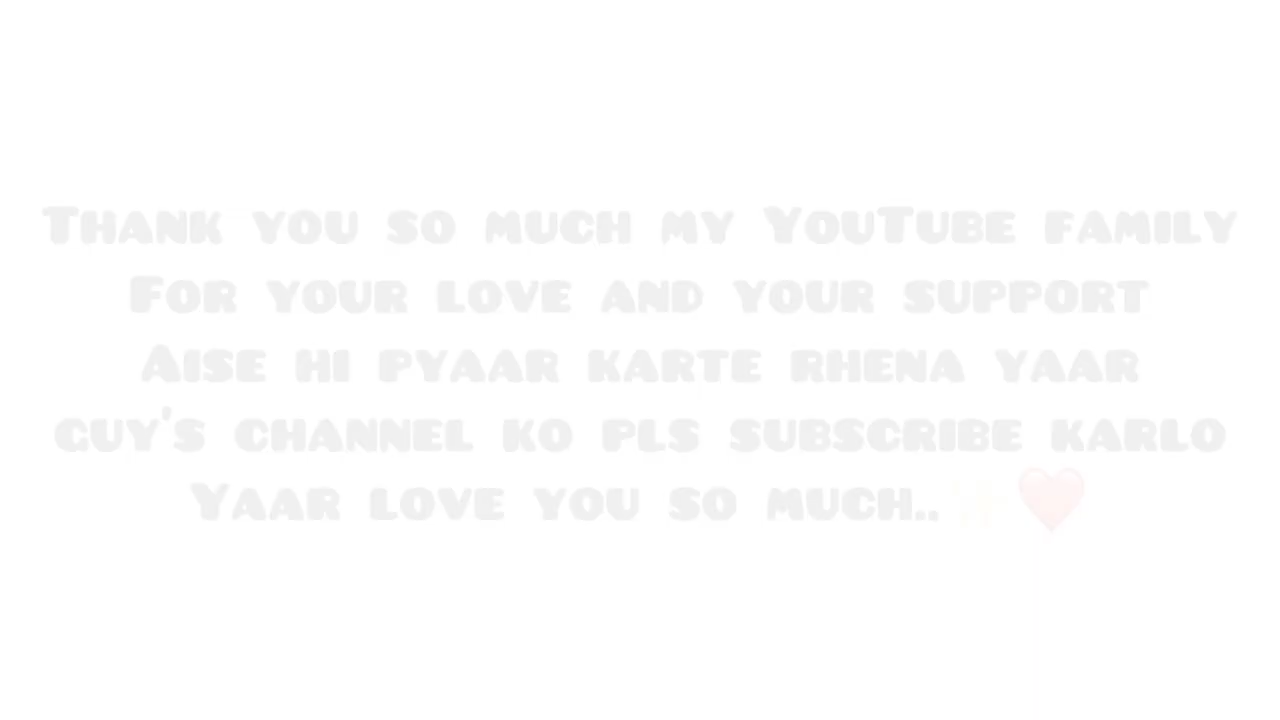 Thank you so much my YouTube family
For your love and your support
Aise hi pyaar karte rhena yaar
guy's channel ko pls subscribe karlo
Yaar love you so much.. ✨❤️